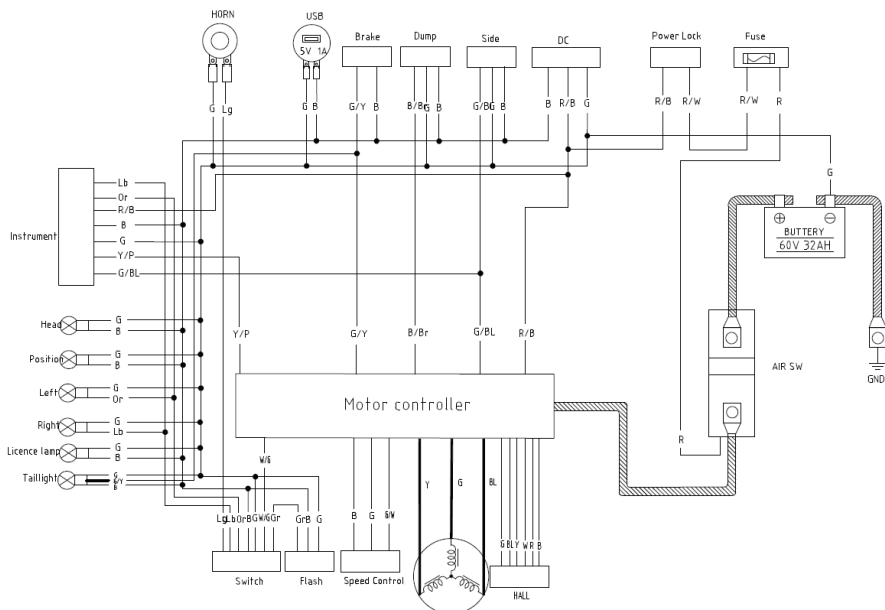 HORN
USB
5V 1A
Brake
Dump
Side
DC
Power Lock
Fuse
G
Lg
G
B
G/Y
B
B/Br
G
B
G/BL
G
B
B
R/B
G
R/B
R/W
R/W
R
Instrument
Lb
Or
R/B
B
G
Y/P
G/BL
G
BATTERY
60V 32AH
Head
G
B
Position
G
B
Left
G
Or
Right
G
Lb
Licence lamp
G
B
Taillight
G
G/Y
B
Y/P
G/Y
B/Br
G/BL
R/B
Motor controller
AIR SW
GND
R
W/G
Y
G
BL
Lg
Lb
Or
B
G
W/G
Gr
Gr
B
G
B
G
G/W
G
BL
Y
W
R
B
Switch
Flash
Speed Control
HALL